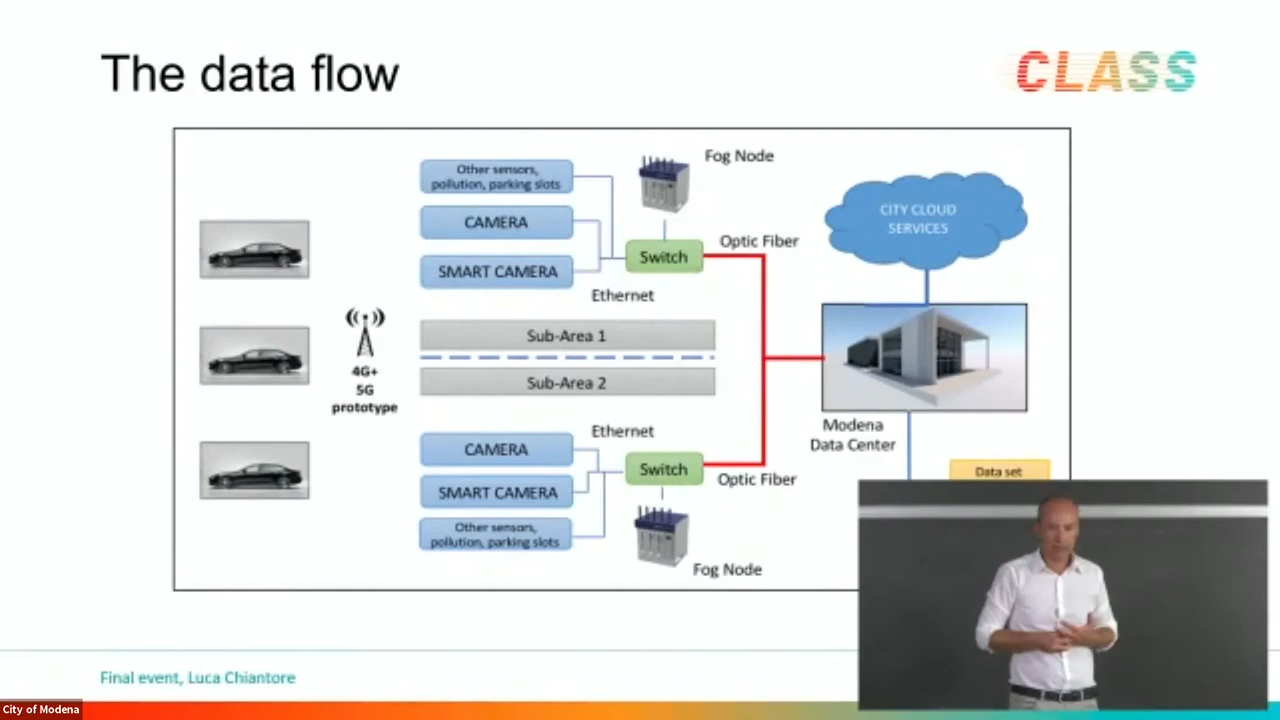 The data flow
CLASS
Other sensors,
pollution, parking slots
CAMERA
SMART CAMERA
Fog Node
Switch
Optic Fiber
Ethernet
CITY CLOUD
SERVICES
4G+
5G
prototype
Sub-Area 1
Sub-Area 2
Modena
Data Center
Ethernet
CAMERA
SMART CAMERA
Other sensors,
pollution, parking slots
Switch
Optic Fiber
Fog Node
Data set
Final event, Luca Chiantore
City of Modena